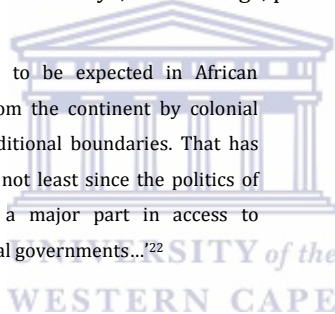 to be expected in African
om the continent by colonial
ditional boundaries. That has
not least since the politics of
a major part in access to
al governments…'22
UNIVERSITY of the
WESTERN CAPE